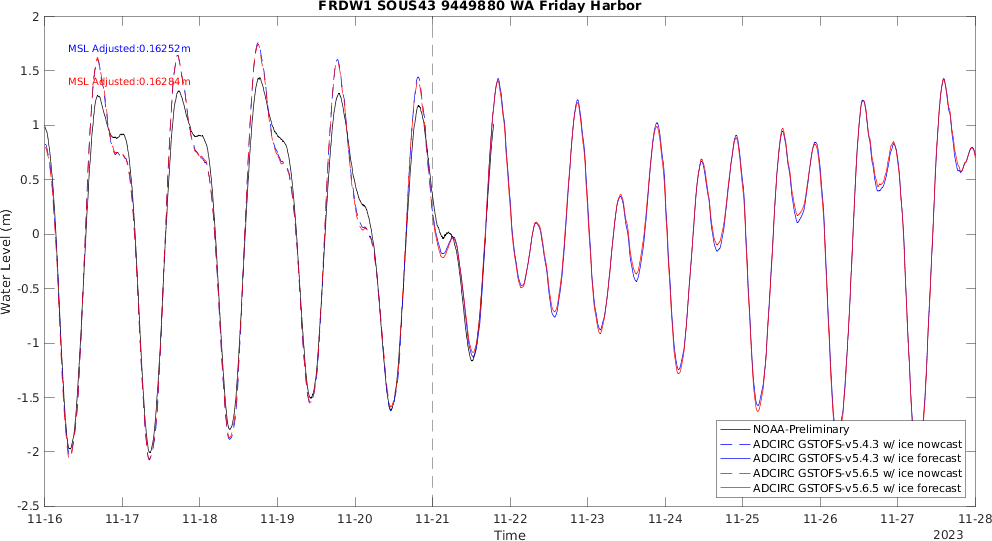 FRDW1 SOUS43 9449880 WA Friday Harbor
MSL Adjusted:0.16252m
MSL Adjusted:0.16284m
Water Level (m)
2
1.5
1
0.5
0
-0.5
-1
-1.5
-2
-2.5
NOAA-Preliminary
ADCIRC GSTOFS-v5.4.3 w/ ice nowcast
ADCIRC GSTOFS-v5.4.3 w/ ice forecast
ADCIRC GSTOFS-v5.6.5 w/ ice nowcast
ADCIRC GSTOFS-v5.6.5 w/ ice forecast
11-16 11-17 11-18 11-19 11-20 11-21 11-22 11-23 11-24 11-25 11-26 11-27 11-28
Time
2023